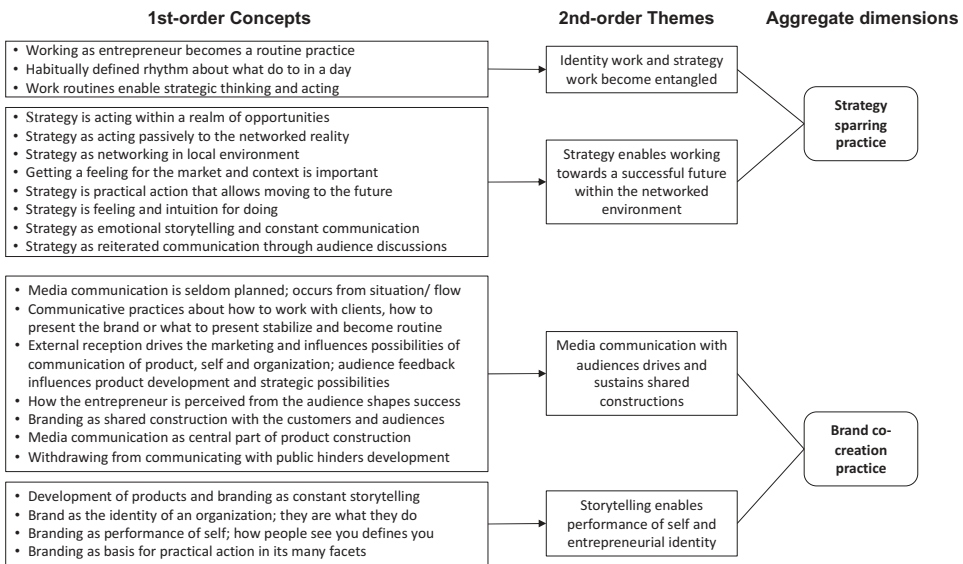 1st-order Concepts
2nd-order Themes
Aggregate dimensions
• Working as entrepreneur becomes a routine practice
• Habitually defined rhythm about what do to in a day
• Work routines enable strategic thinking and acting
Identity work and strategy
work become entangled
• Strategy is acting within a realm of opportunities
• Strategy as acting passively to the networked reality
• Strategy as networking in local environment
• Getting a feeling for the market and context is important
• Strategy is practical action that allows moving to the future
• Strategy is feeling and intuition for doing
• Strategy as emotional storytelling and constant communication
• Strategy as reiterated communication through audience discussions
Strategy enables working
towards a successful future
within the networked
environment
Strategy
sparring
practice
• Media communication is seldom planned; occurs from situation/ flow
• Communicative practices about how to work with clients, how to
present the brand or what to present stabilize and become routine
• External reception drives the marketing and influences possibilities of
communication of product, self and organization; audience feedback
influences product development and strategic possibilities
• How the entrepreneur is perceived from the audience shapes success
• Branding as shared construction with the customers and audiences
• Media communication as central part of product construction
• Withdrawing from communicating with public hinders development
Media communication with
audiences drives and
sustains shared
constructions
• Development of products and branding as constant storytelling
• Brand as the identity of an organization; they are what they do
• Branding as performance of self; how people see you defines you
• Branding as basis for practical action in its many facets
Storytelling enables
performance of self and
entrepreneurial identity
Brand co-
creation
practice